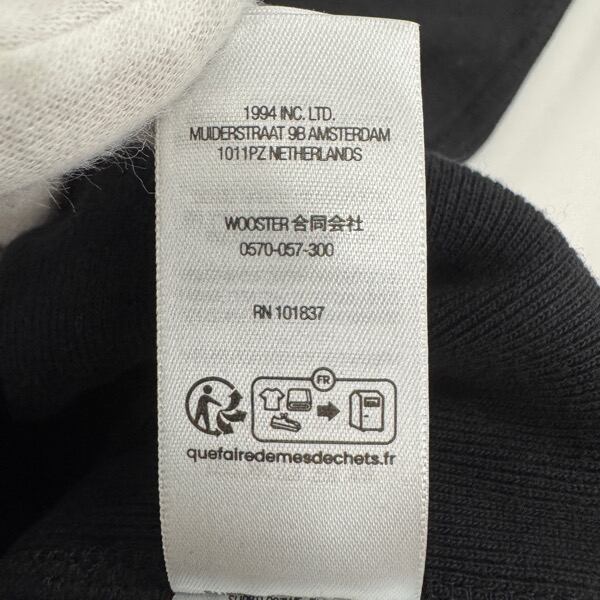 1994 INC. LTD.
MUIDERSTRAAT 9B AMSTERDAM
1011PZ NETHERLANDS
WOOSTER 合同会社
0570-057-300
RN 101837
FR
quefairedemesdechets.fr